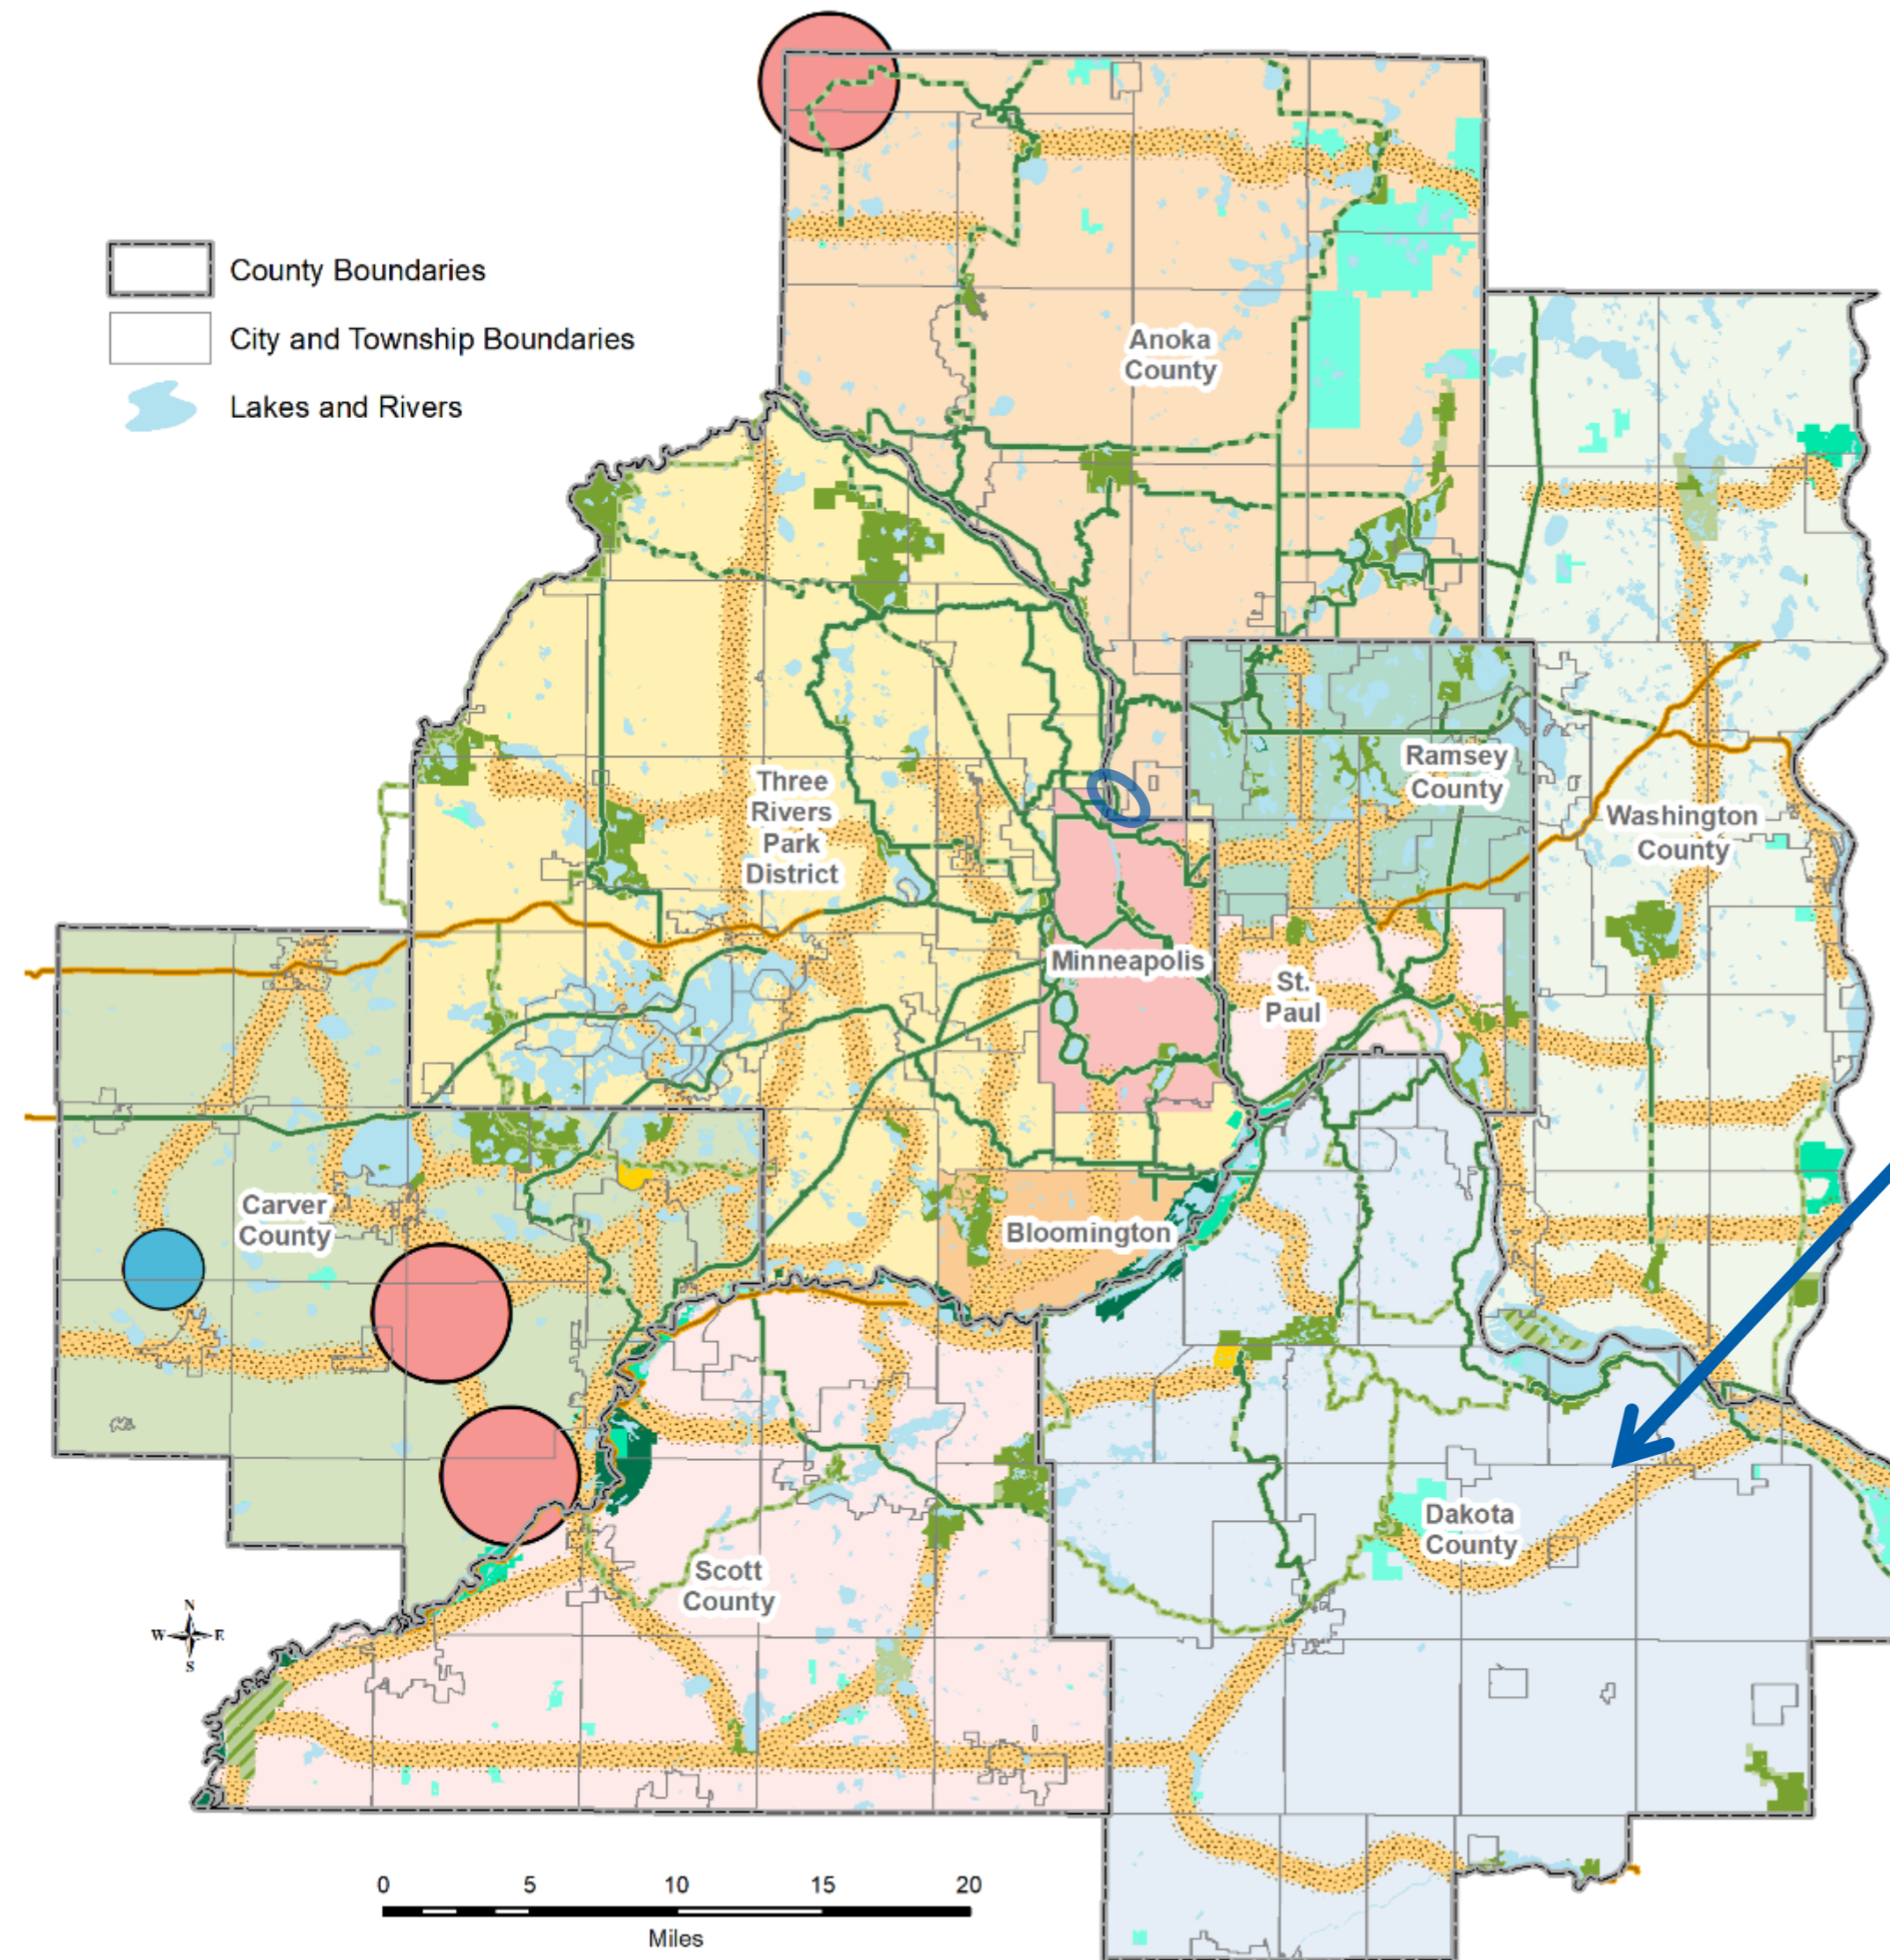 County Boundaries
City and Township Boundaries
Lakes and Rivers
Anoka
County
Three
Rivers
Park
District
Ramsey
County
Washington
County
Minneapolis
St.
Paul
Carver
County
Bloomington
Dakota
County
Scott
County
N
W E
S
0 5 10 15 20
Miles